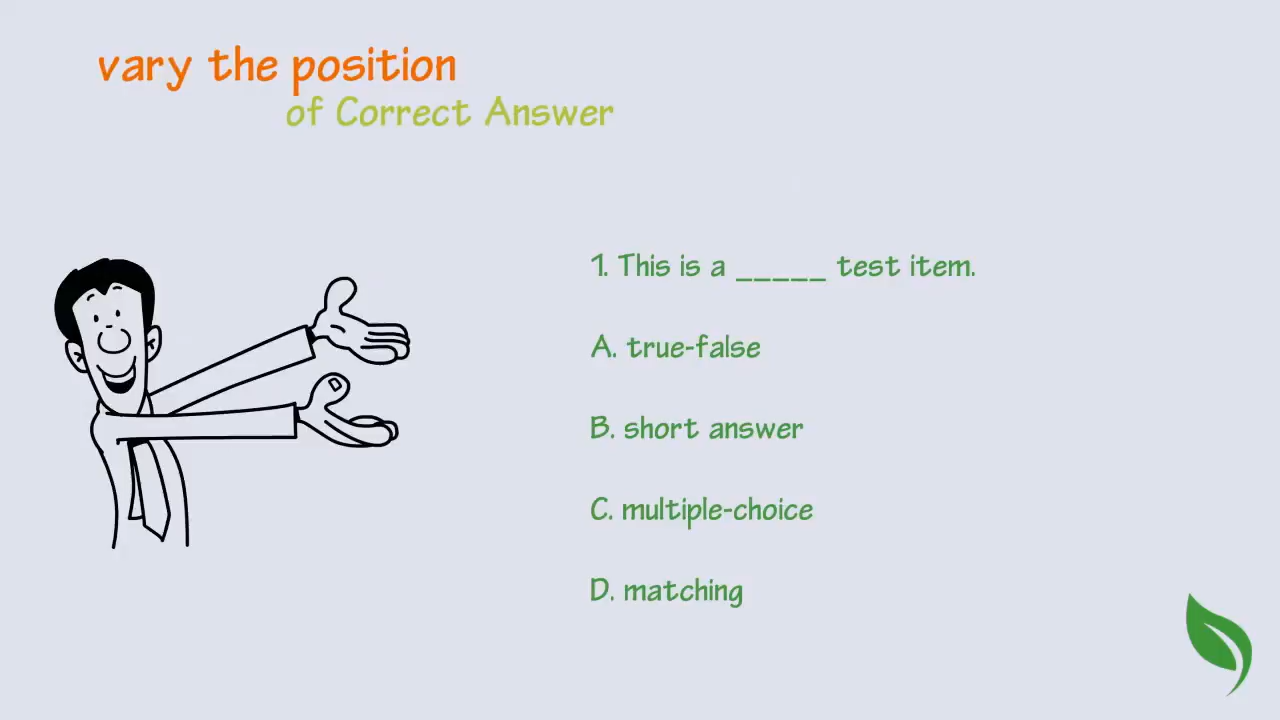 vary the position
of Correct Answer
1. This is a _____ test item.
A. true-false
B. short answer
C. multiple-choice
D. matching